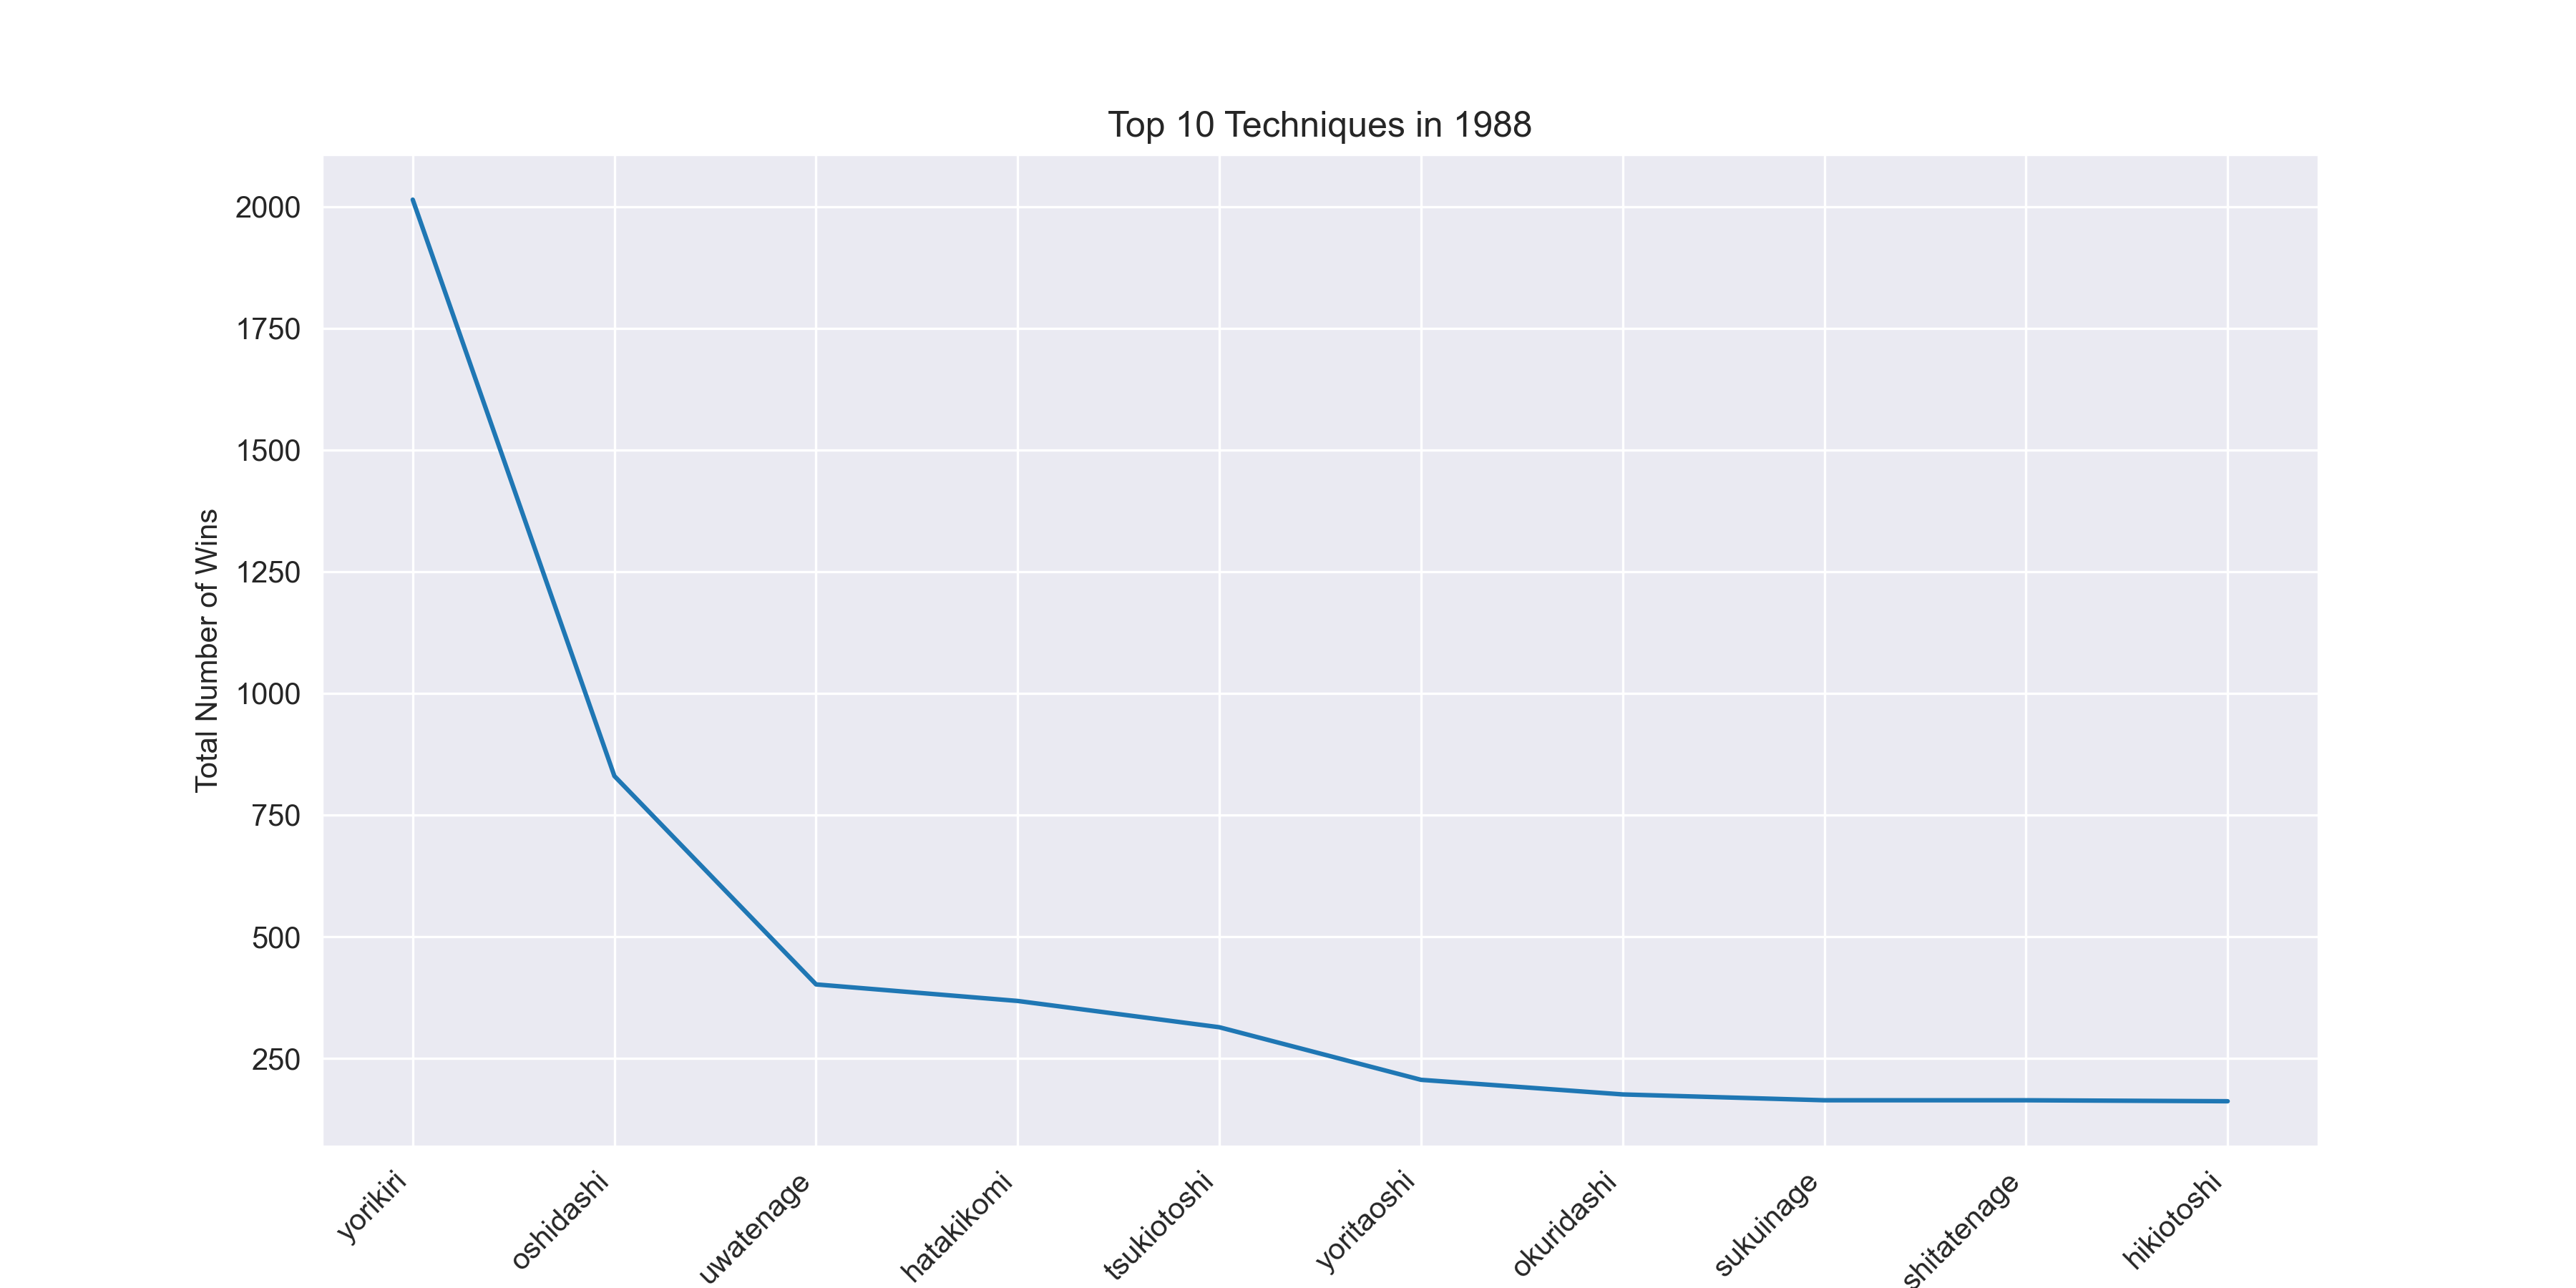 Top 10 Techniques in 1988
Total Number of Wins
2000
1750
1500
1250
1000
750
500
250
yorikiri
oshidashi
uwatenage
hatakikomi
tsukiotoshi
yoritaoshi
okuridashi
sukuinage
shitatenage
hikiotoshi